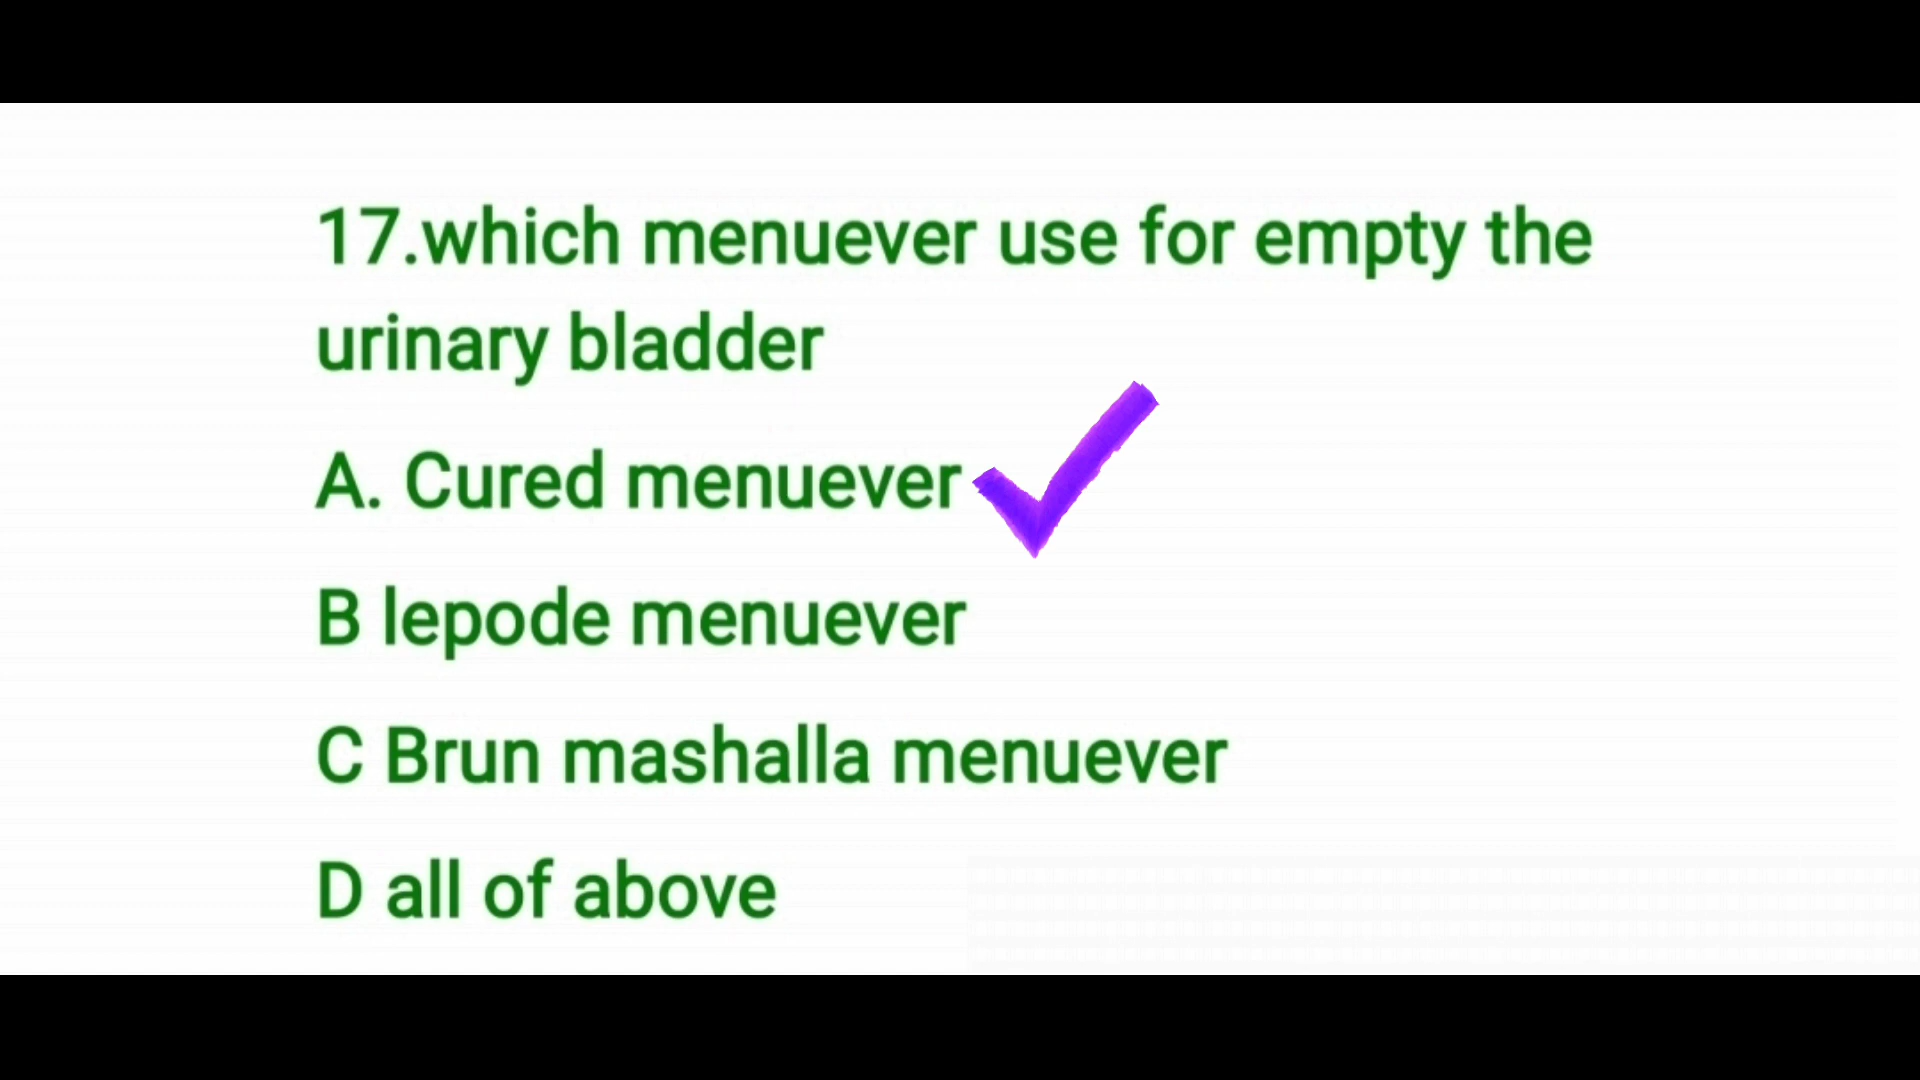 17.which menuever use for empty the
urinary bladder
A. Cured menuever
B lepode menuever
C Brun mashalla menuever
D all of above